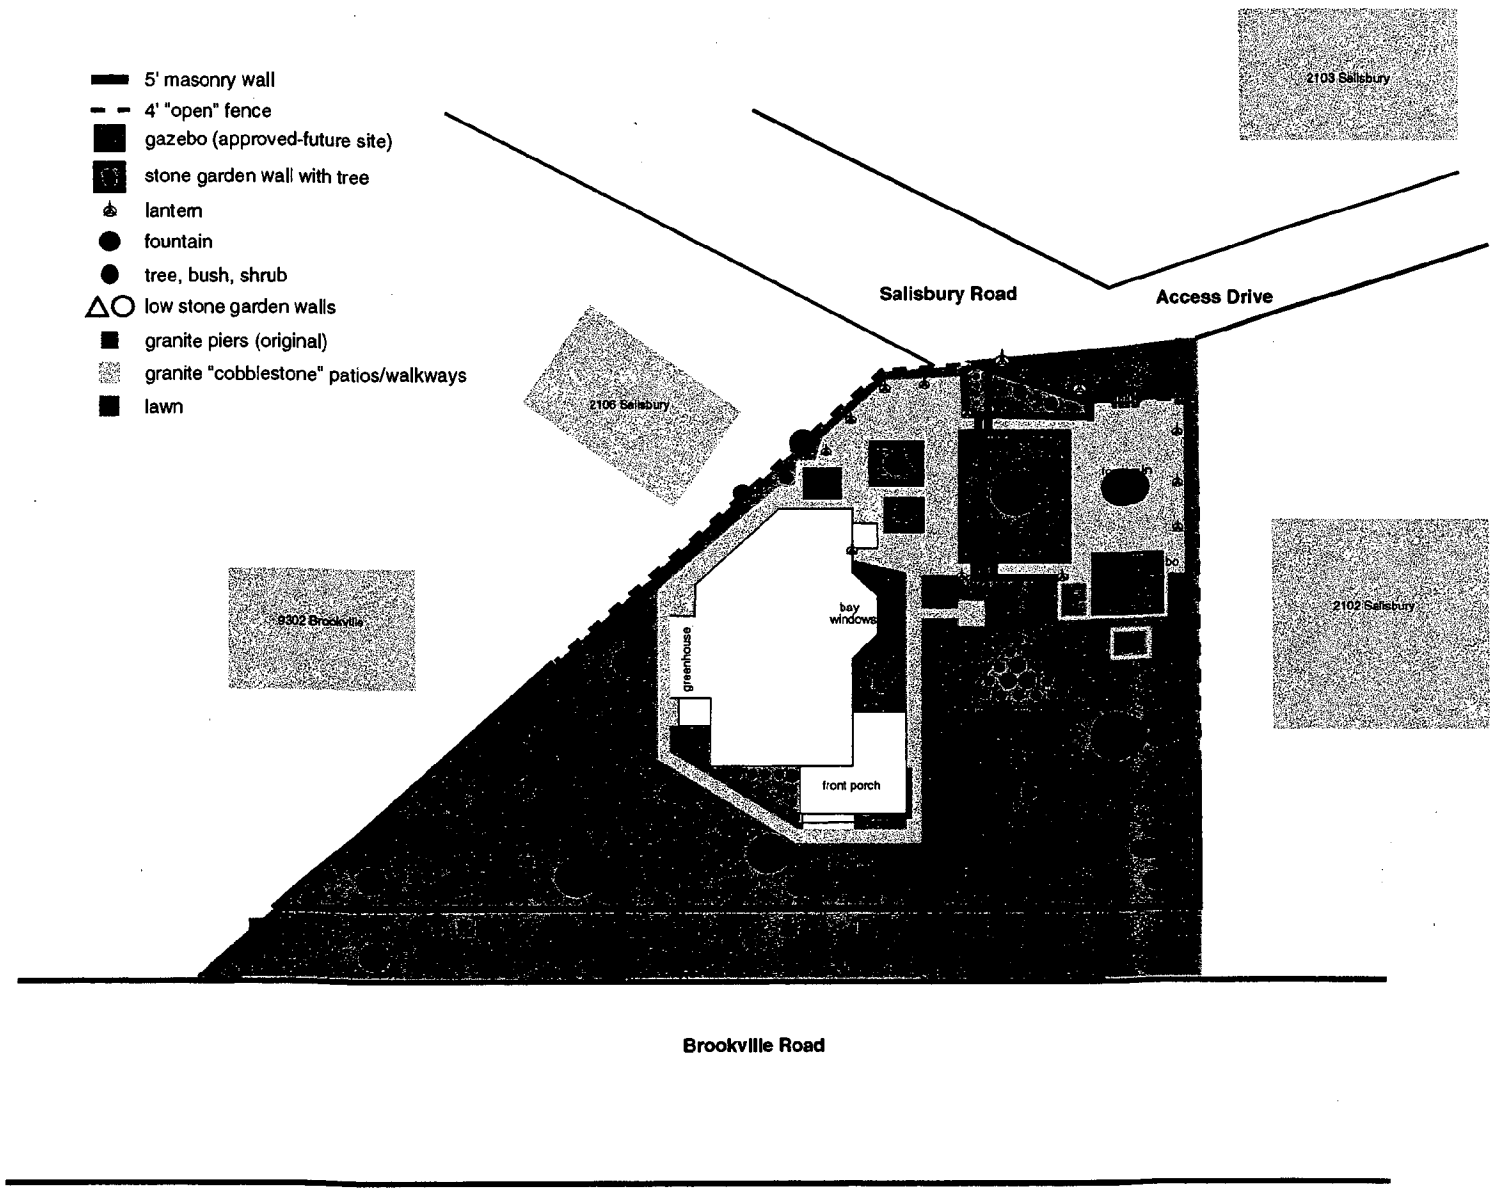 5' masonry wall
4' "open" fence
gazebo (approved-future site)
stone garden wall with tree
lantern
fountain
tree, bush, shrub
low stone garden walls
granite piers (original)
granite "cobblestone" patios/walkways
lawn
2103 Salisbury
Salisbury Road
Access Drive
2106 Salisbury
9302 Brookville
2102 Salisbury
bay
windows
greenhouse
front porch
Brookville Road